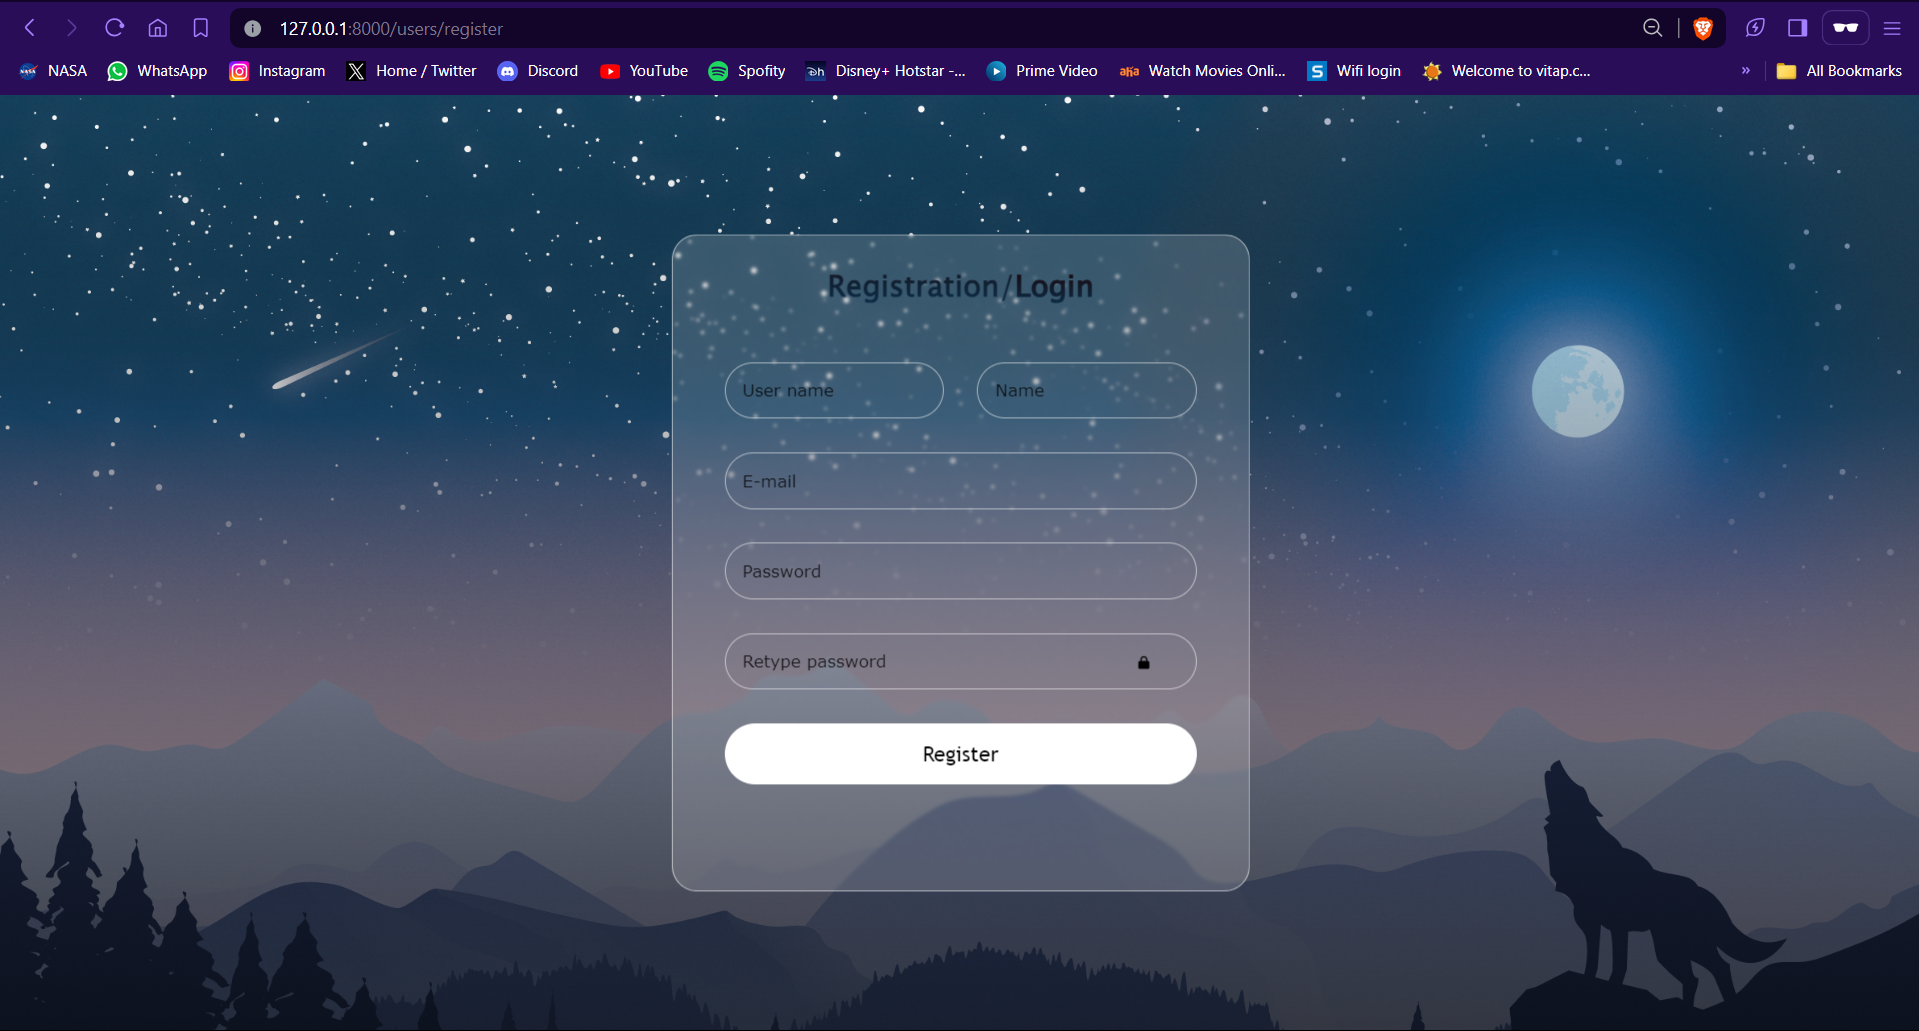 127.0.0.1:8000/users/register
NASA WhatsApp Instagram Home / Twitter Discord YouTube Spofity Disney+ Hotstar -... Prime Video aha Watch Movies Onli... S Wifi login Welcome to vitap.c... » All Bookmarks
Registration/Login
User name Name
E-mail
Password
Retype password
Register